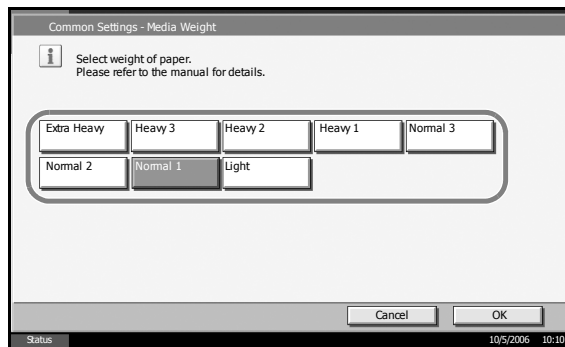 Common Settings - Media Weight
Select weight of paper.
Please refer to the manual for details.
Extra Heavy Heavy 3 Heavy 2 Heavy 1 Normal 3
Normal 2 Normal 1 Light
Cancel OK
Status 10/5/2006 10:10